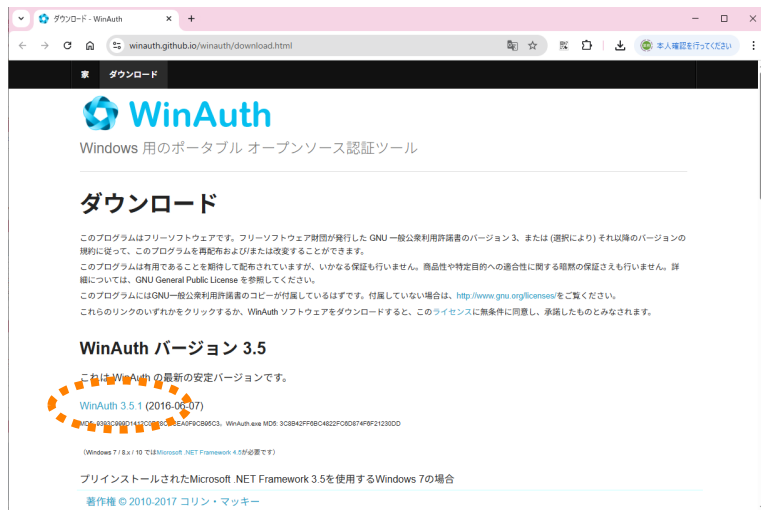 ダウンロード - WinAuth
winauth.github.io/winauth/download.html
本人確認を行ってください
家 ダウンロード
WinAuth
Windows 用のポータブル オープンソース認証ツール
ダウンロード
このプログラムはフリーソフトウェアです。フリーソフトウェア財団が発行した GNU 一般公衆利用許諾書のバージョン 3、または (選択により) それ以降のバージョンの
規約に従って、このプログラムを再配布および/または改変することができます。
このプログラムは有用であることを期待して配布されていますが、いかなる保証も行いません。商品性や特定目的への適合性に関する暗黙の保証さえも行いません。詳
細については、GNU General Public License を参照してください。
このプログラムにはGNU一般公衆利用許諾書のコピーが付属しているはずです。付属していない場合は、http://www.gnu.org/licenses/をご覧ください。
これらのリンクのいずれかをクリックするか、WinAuth ソフトウェアをダウンロードすると、このライセンスに無条件に同意し、承諾したものとみなされます。
WinAuth バージョン 3.5
これは WinAuth の最新の安定バージョンです。
WinAuth 3.5.1 (2016-06-07)
WinAuth.exe MD5: 3C8B42FF6BC4822FC6D874F6F21230DD
(Windows 7 / 8.x / 10 ではMicrosoft .NET Framework 4.5が必要です)
プリインストールされたMicrosoft .NET Framework 3.5を使用するWindows 7の場合
著作権 © 2010-2017 コリン・マッキー